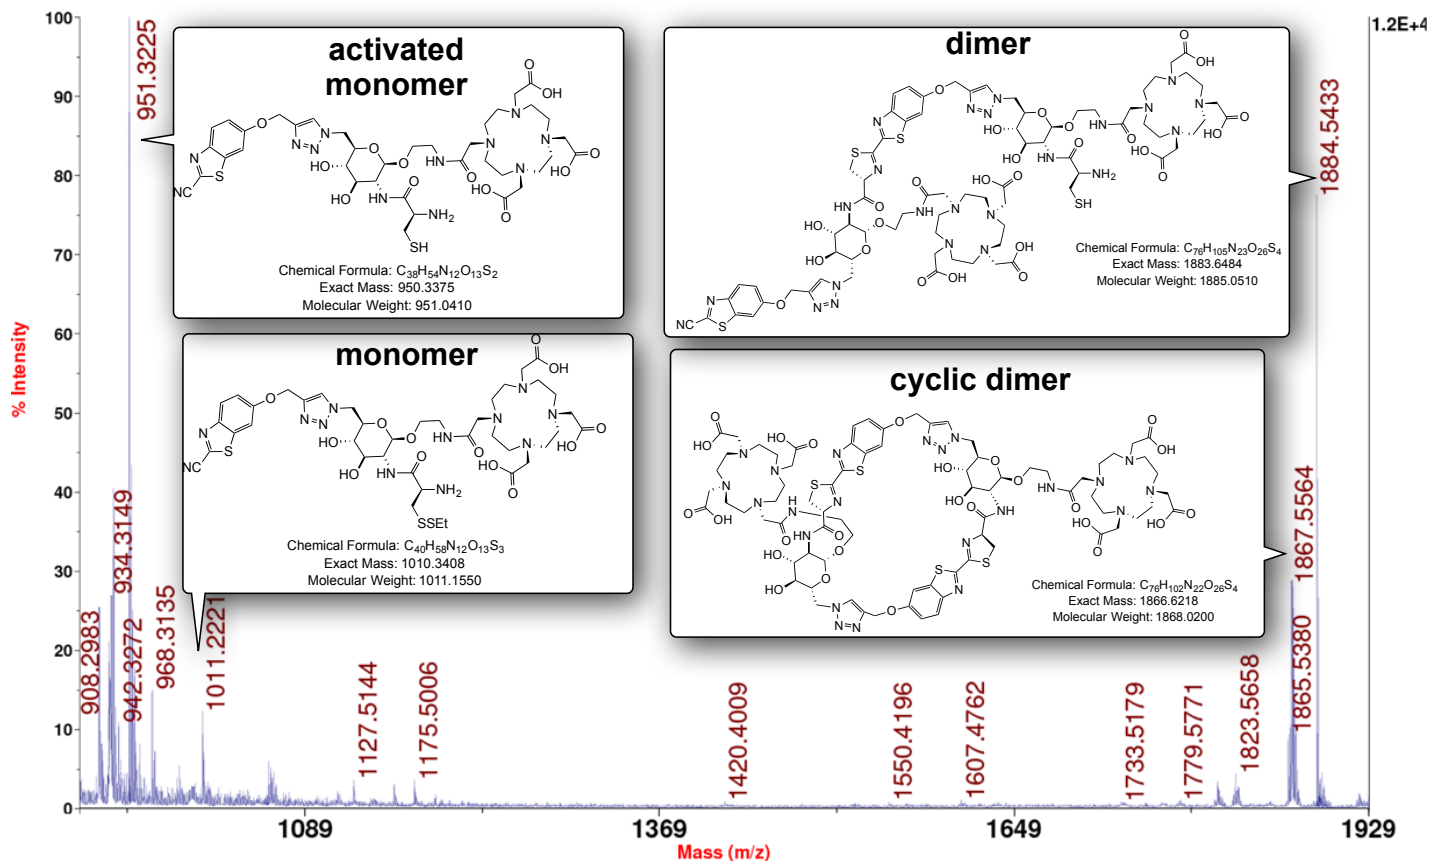 100
90
80
70
60
50
40
30
20
10
0
% Intensity
1.2E+4
951.3225
activated
monomer
Chemical Formula: C38H54N12O13S2
Exact Mass: 950.3375
Molecular Weight: 951.0410
dimer
Chemical Formula: C76H105N23O26S4
Exact Mass: 1883.6484
Molecular Weight: 1885.0510
1884.5433
monomer
SSEt
Chemical Formula: C40H58N12O13S3
Exact Mass: 1010.3408
Molecular Weight: 1011.1550
cyclic dimer
Chemical Formula: C76H102N22O26S4
Exact Mass: 1866.6218
Molecular Weight: 1868.0200
908.2983
934.3149
942.3272
968.3135
1011.2221
1127.5144
1175.5006
1420.4009
1550.4196
1607.4762
1733.5179
1779.5771
1823.5658
1865.5380
1867.5564
1089
1369
1649
1929
Mass (m/z)